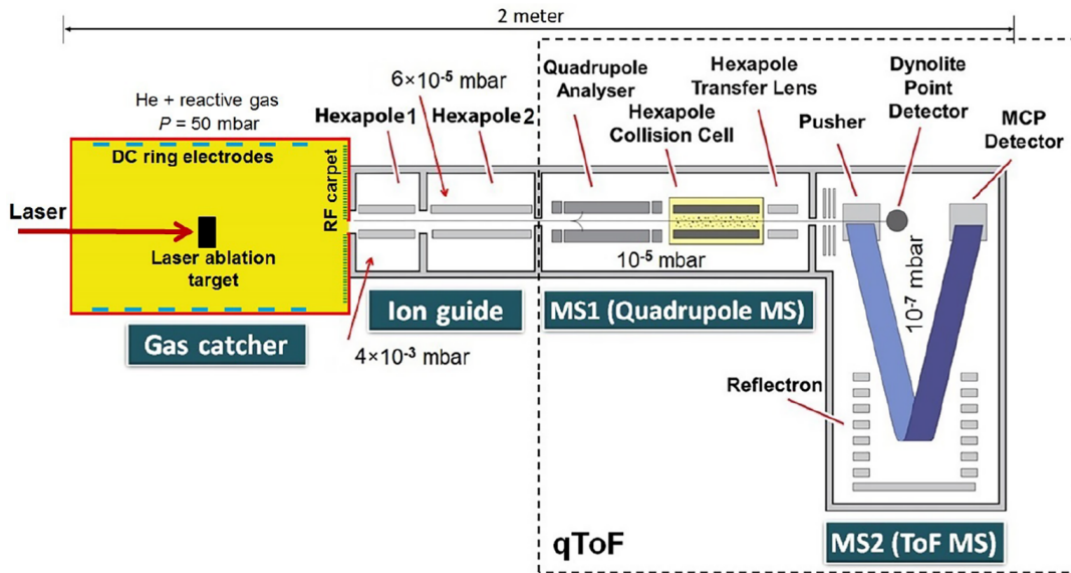 2 meter
He + reactive gas
P = 50 mbar
DC ring electrodes
RF carpet
Laser
Laser ablation
target
Gas catcher
6×10⁻⁵ mbar
Hexapole 1
Hexapole 2
4×10⁻³ mbar
Ion guide
Quadrupole
Analyser
Hexapole
Collision Cell
Hexapole
Transfer Lens
10⁻⁵ mbar
MS1 (Quadrupole MS)
Pusher
Dynolite
Point
Detector
MCP
Detector
10⁻⁷ mbar
Reflectron
MS2 (ToF MS)
qToF